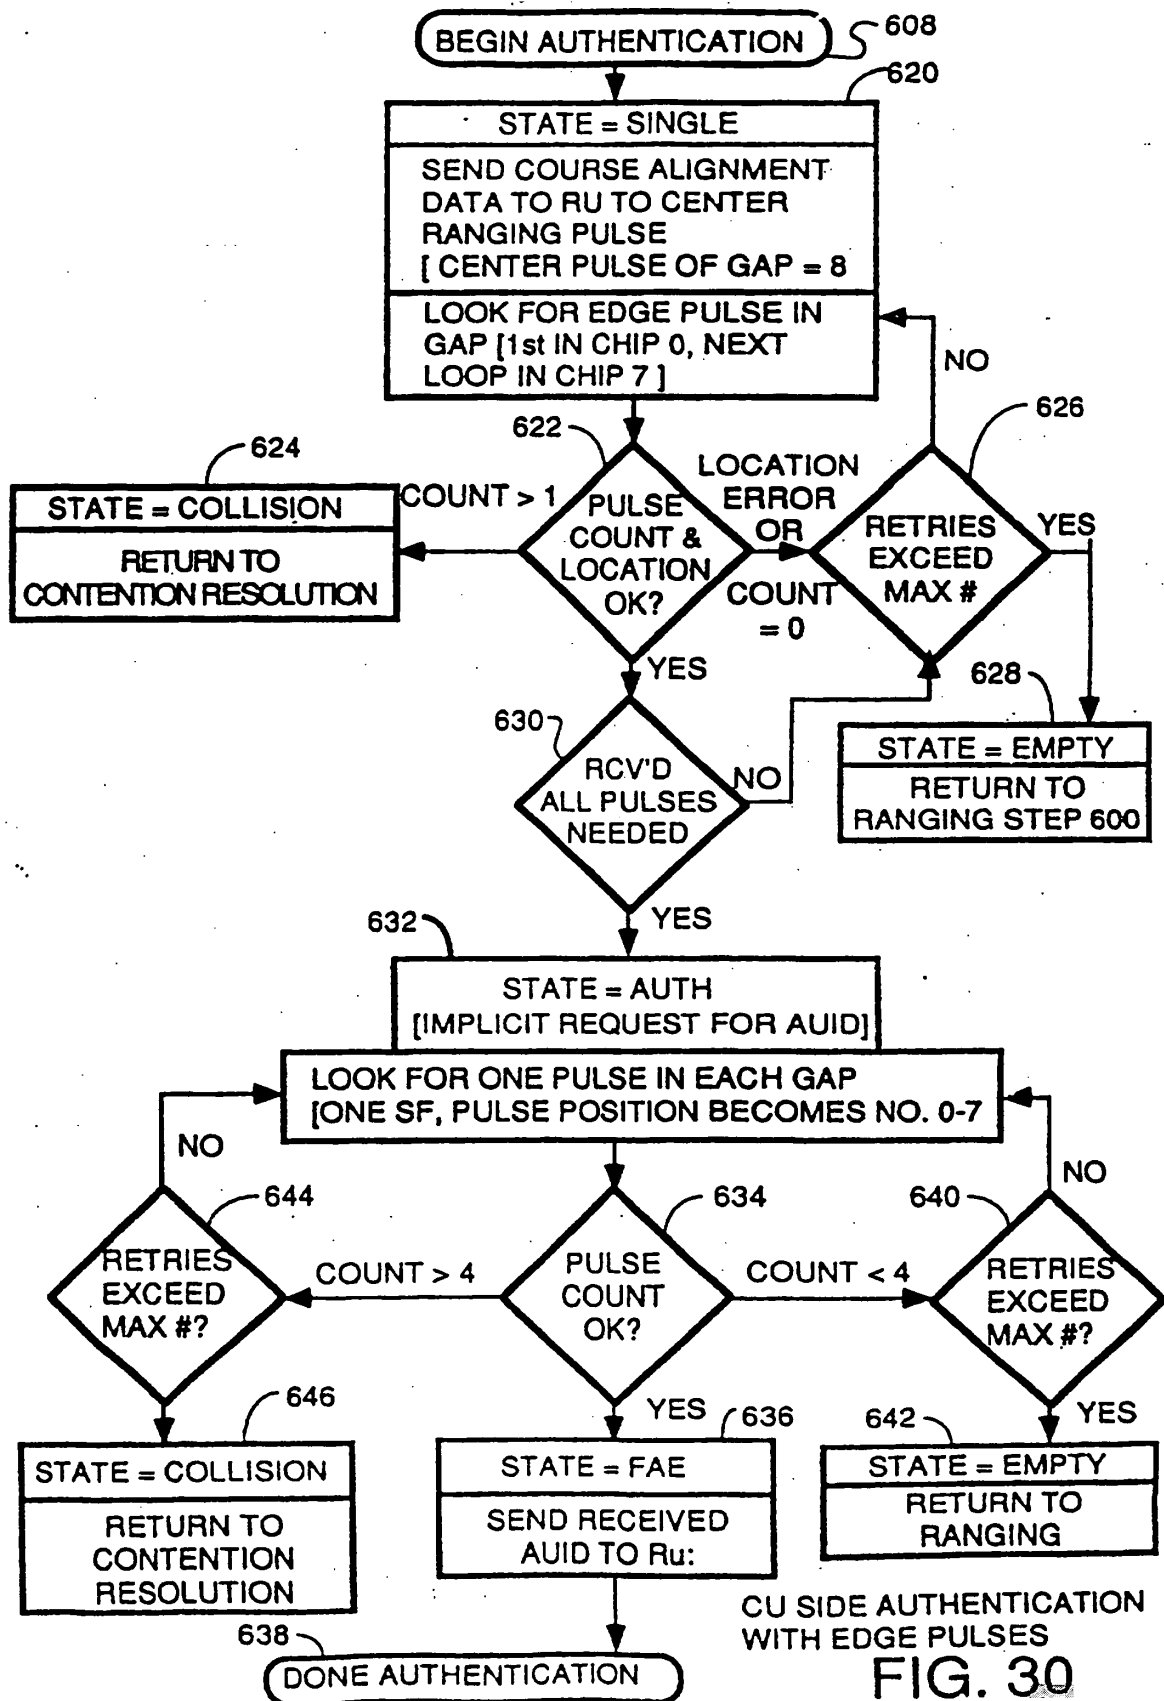 BEGIN AUTHENTICATION
608
620
STATE = SINGLE
SEND COURSE ALIGNMENT
DATA TO RU TO CENTER
RANGING PULSE
[ CENTER PULSE OF GAP = 8
LOOK FOR EDGE PULSE IN
GAP [1st IN CHIP 0, NEXT
LOOP IN CHIP 7 ]
NO
622
626
624
STATE = COLLISION
RETURN TO
CONTENTION RESOLUTION
COUNT > 1
PULSE
COUNT &
LOCATION
OK?
LOCATION
ERROR
OR
COUNT
= 0
RETRIES
EXCEED
MAX #
YES
YES
628
STATE = EMPTY
RETURN TO
RANGING STEP 600
630
RCV'D
ALL PULSES
NEEDED
NO
YES
632
STATE = AUTH
[IMPLICIT REQUEST FOR AUID]
LOOK FOR ONE PULSE IN EACH GAP
[ONE SF, PULSE POSITION BECOMES NO. 0-7
NO
NO
644
634
640
RETRIES
EXCEED
MAX #?
COUNT > 4
PULSE
COUNT
OK?
COUNT < 4
RETRIES
EXCEED
MAX #?
646
YES
636
642
YES
STATE = COLLISION
RETURN TO
CONTENTION
RESOLUTION
STATE = FAE
SEND RECEIVED
AUID TO Ru:
STATE = EMPTY
RETURN TO
RANGING
638
DONE AUTHENTICATION
CU SIDE AUTHENTICATION
WITH EDGE PULSES
FIG. 30